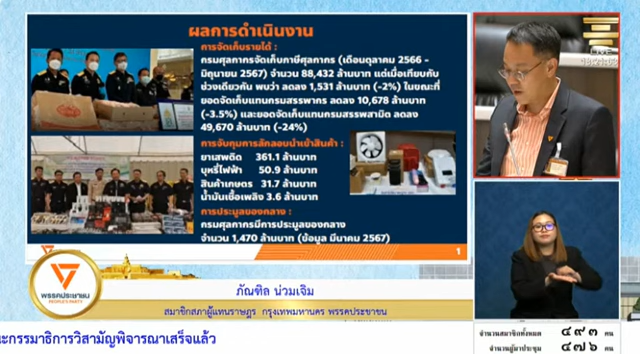 ผลการดำเนินงาน
การจัดเก็บรายได้ :
กรมศุลกากรจัดเก็บภาษีศุลกากร (เดือนตุลาคม 2566 -
มิถุนายน 2567) จำนวน 88,432 ล้านบาท แต่เมื่อเทียบกับ
ช่วงเดียวกัน พบว่า ลดลง 1,531 ล้านบาท (-2%) ในขณะที่
ยอดจัดเก็บแทนกรมสรรพากร ลดลง 10,678 ล้านบาท
(-3.5%) และยอดจัดเก็บแทนกรมสรรพสามิต ลดลง
49,670 ล้านบาท (-24%)
การจับกุมการลักลอบนำเข้าสินค้า :
ยาเสพติด 361.1 ล้านบาท
บุหรี่ไฟฟ้า 50.9 ล้านบาท
สินค้าเกษตร 31.7 ล้านบาท
น้ำมันเชื้อเพลิง 3.6 ล้านบาท
การประมูลของกลาง :
กรมศุลกากรมีการประมูลของกลาง
จำนวน 1,470 ล้านบาท (ข้อมูล มีนาคม 2567)
1
LIVE
พรรคประชาชน
PEOPLE'S PARTY
ภัณฑิล น่วมเจิม
สมาชิกสภาผู้แทนราษฎร กรุงเทพมหานคร พรรคประชาชน
ะกรรมาธิการวิสามัญพิจารณาเสร็จแล้ว
จำนวนสมาชิกทั้งหมด ๔๙๓ คน
จำนวนผู้มาประชุม ๔๗๖ คน